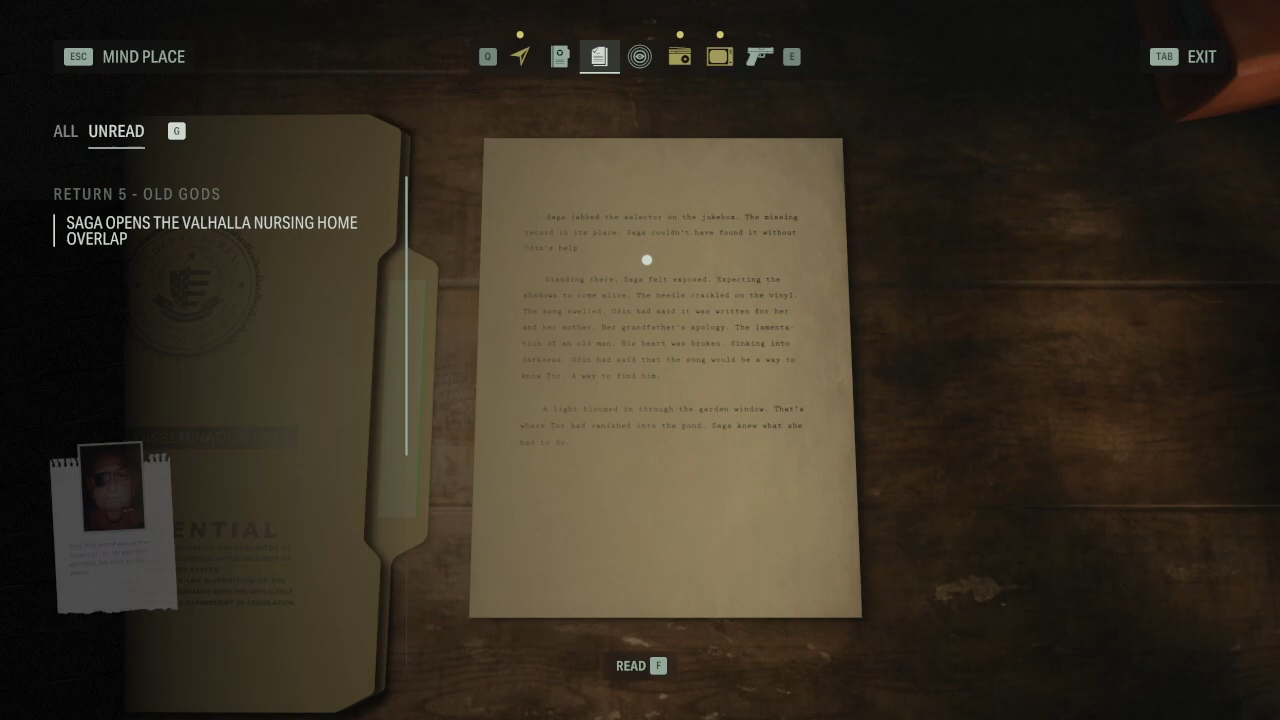 ESC MIND PLACE
Q
E
TAB EXIT
ALL UNREAD G
RETURN 5 - OLD GODS
SAGA OPENS THE VALHALLA NURSING HOME
OVERLAP
Saga jabbed the selector on the jukebox. The missing
record in its place. Saga couldn't have found it without
Odin's help.
Standing there, Saga felt exposed. Expecting the
shadows to come alive. The needle crackled on the vinyl.
The song swelled. Odin had said it was written for her
and her mother. Her grandfather's apology. The lamenta-
tion of an old man. His heart was broken. Sinking into
darkness. Odin had said that the song would be a way to
know Tor. A way to find him.
A light bloomed in through the garden window. That's
where Tor had vanished into the pond. Saga knew what she
had to do.
ENTIAL
DEPARTMENT OF
READ F